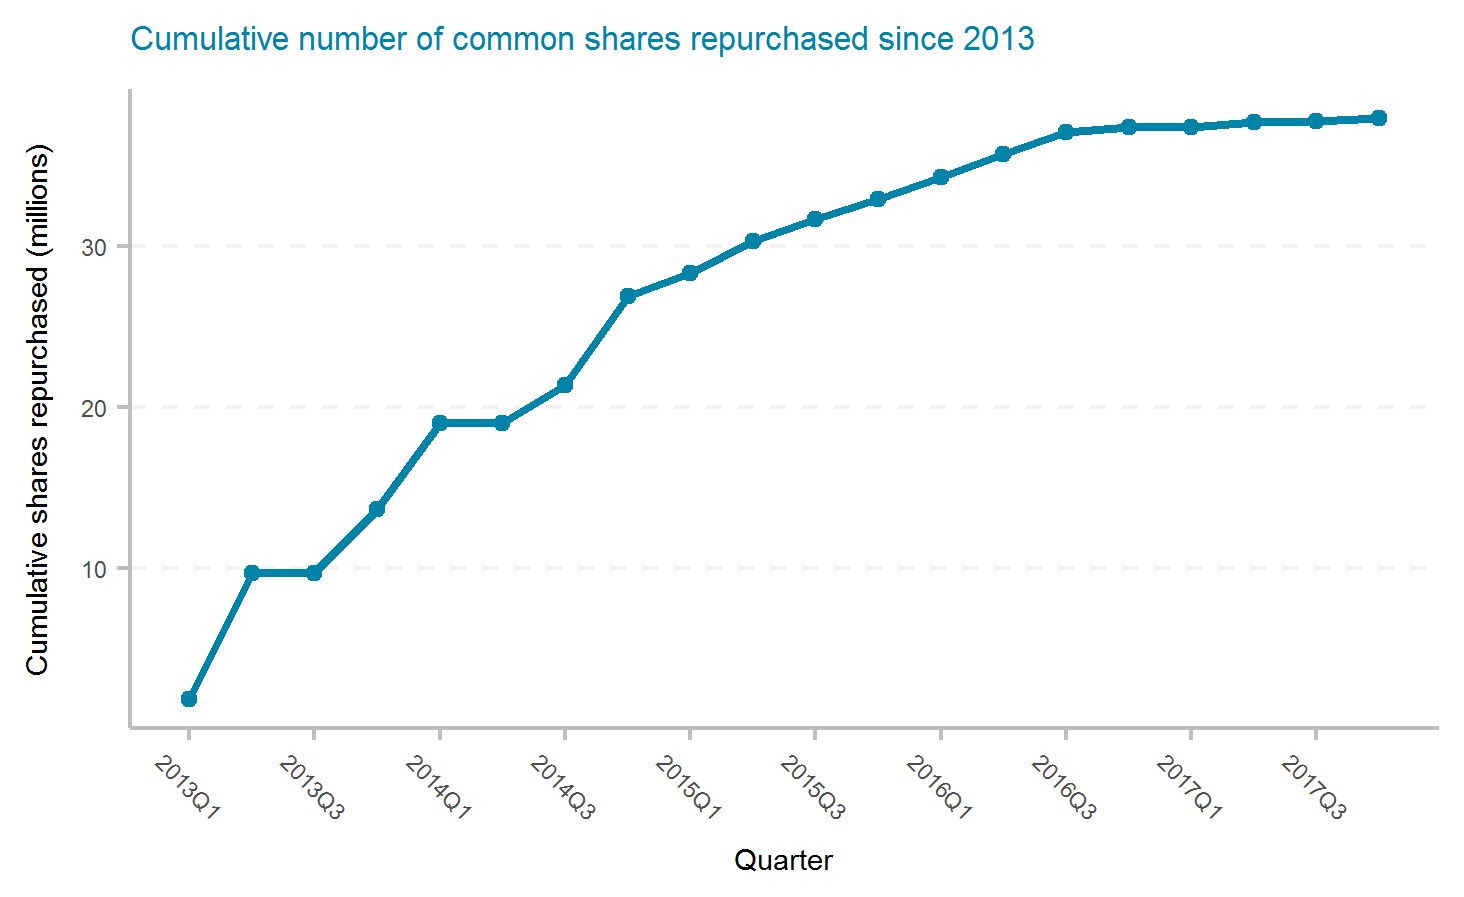 Cumulative number of common shares repurchased since 2013
Cumulative shares repurchased (millions)
30
20
10
2013Q1
2013Q3
2014Q1
2014Q3
2015Q1
2015Q3
2016Q1
2016Q3
2017Q1
2017Q3
Quarter